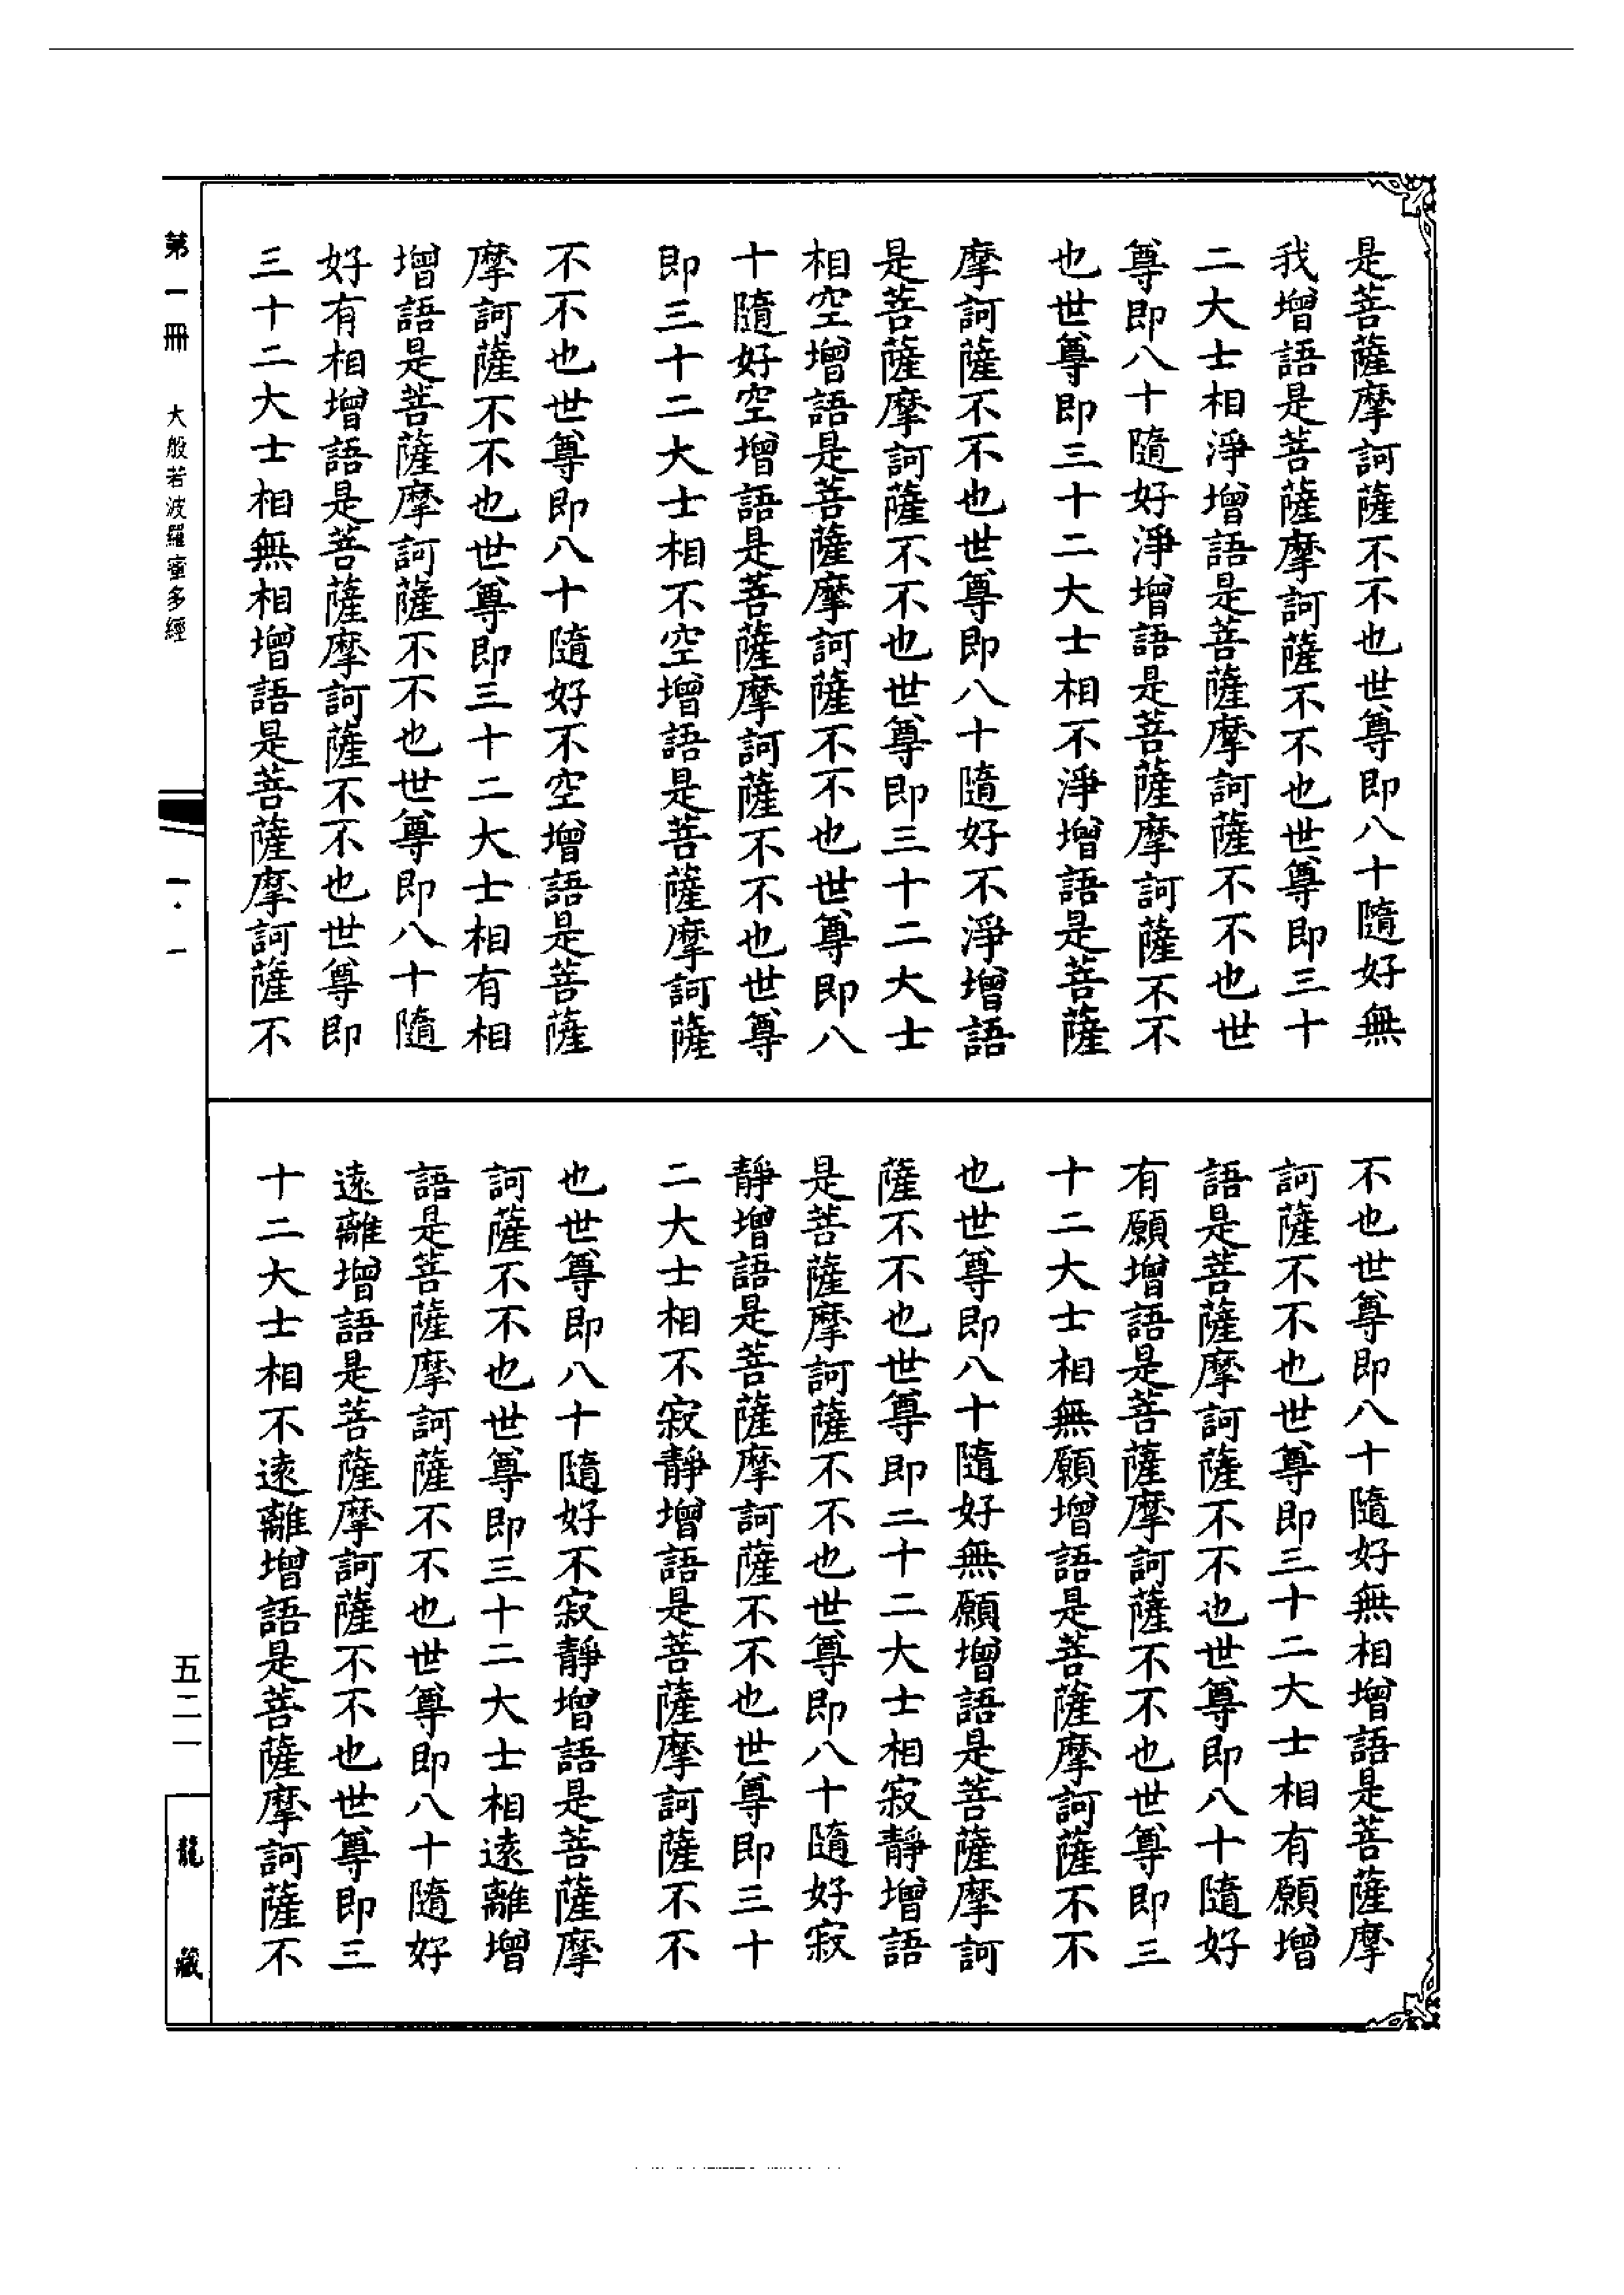 是菩薩摩訶薩不不也世尊即八十隨好無
我增語是菩薩摩訶薩不不也世尊即三十
二大士相淨增語是菩薩摩訶薩不不也世
尊即八十隨好淨增語是菩薩摩訶薩不不
也世尊即三十二大士相不淨增語是菩薩
摩訶薩不不也世尊即八十隨好不淨增語
是菩薩摩訶薩不不也世尊即三十二大士
相空增語是菩薩摩訶薩不不也世尊即八
十隨好空增語是菩薩摩訶薩不不也世尊
即三十二大士相不空增語是菩薩摩訶薩
不不也世尊即八十隨好不空增語是菩薩
摩訶薩不不也世尊即三十二大士相有相
增語是菩薩摩訶薩不不也世尊即八十隨
好有相增語是菩薩摩訶薩不不也世尊即
三十二大士相無相增語是菩薩摩訶薩不
不也世尊即八十隨好無相增語是菩薩摩
訶薩不不也世尊即三十二大士相有願增
語是菩薩摩訶薩不不也世尊即八十隨好
有願增語是菩薩摩訶薩不不也世尊即三
十二大士相無願增語是菩薩摩訶薩不不
也世尊即八十隨好無願增語是菩薩摩訶
薩不不也世尊即三十二大士相寂靜增語
是菩薩摩訶薩不不也世尊即八十隨好寂
靜增語是菩薩摩訶薩不不也世尊即三十
二大士相不寂靜增語是菩薩摩訶薩不不
也世尊即八十隨好不寂靜增語是菩薩摩
訶薩不不也世尊即三十二大士相遠離增
語是菩薩摩訶薩不不也世尊即八十隨好
遠離增語是菩薩摩訶薩不不也世尊即三
十二大士相不遠離增語是菩薩摩訶薩不
第一冊 大般若波羅蜜多經 一·一 五二一 龍藏